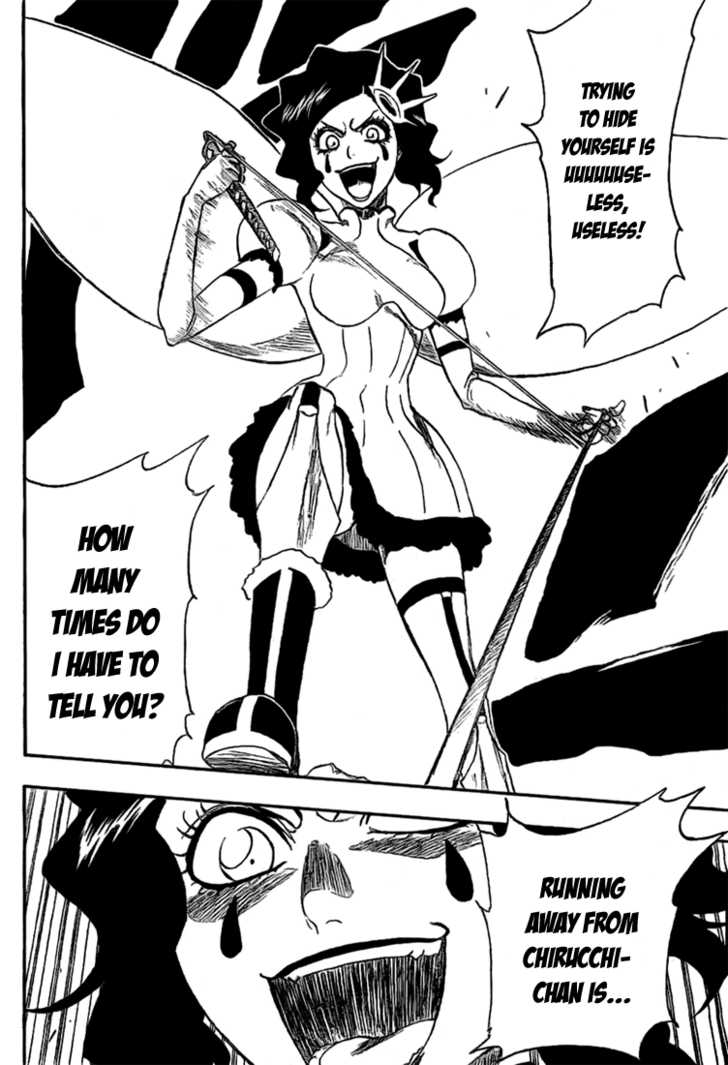 TRYING
TO HIDE
YOURSELF IS
UUUUUUSE-
LESS,
USELESS!
HOW
MANY
TIMES DO
I HAVE TO
TELL YOU?
RUNNING
AWAY FROM
CHIRUCCHI-
CHAN IS...